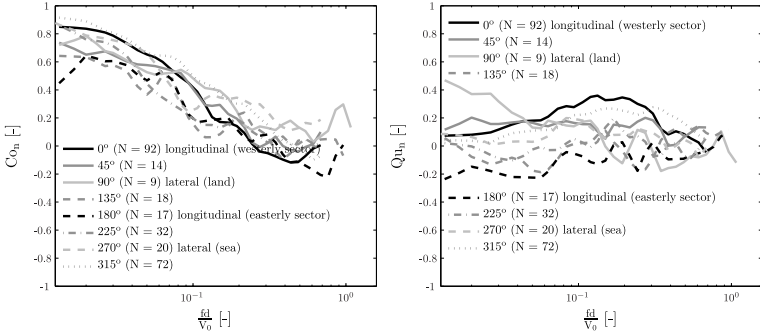 1
0.8
0.6
0.4
0.2
0
-0.2
-0.4
-0.6
-0.8
-1
Co_n [-]
0° (N = 92) longitudinal (westerly sector)
45° (N = 14)
90° (N = 9) lateral (land)
135° (N = 18)
180° (N = 17) longitudinal (easterly sector)
225° (N = 32)
270° (N = 20) lateral (sea)
315° (N = 72)
10^-1
10^0
fd/V_0 [-]
1
0.8
0.6
0.4
0.2
0
-0.2
-0.4
-0.6
-0.8
-1
Qu_n [-]
0° (N = 92) longitudinal (westerly sector)
45° (N = 14)
90° (N = 9) lateral (land)
135° (N = 18)
180° (N = 17) longitudinal (easterly sector)
225° (N = 32)
270° (N = 20) lateral (sea)
315° (N = 72)
10^-1
10^0
fd/V_0 [-]